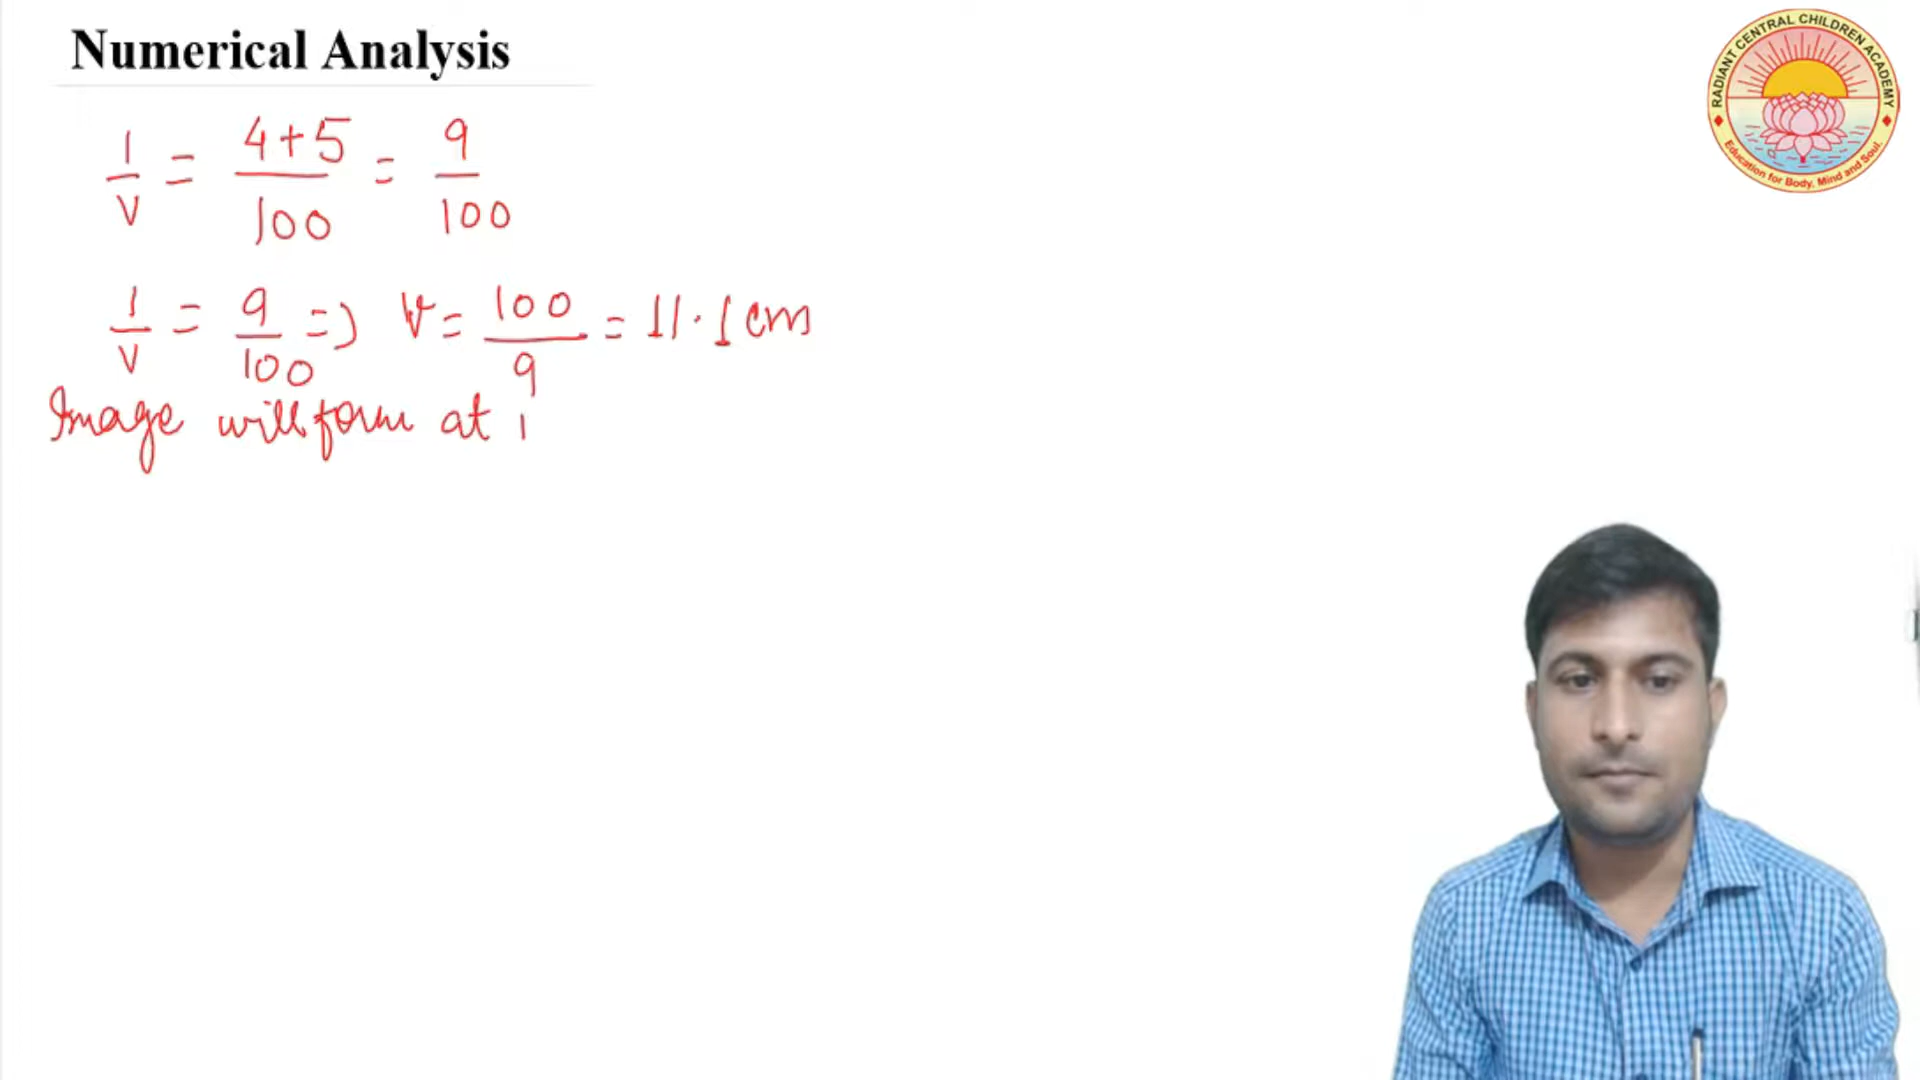 Numerical Analysis
RADIANT CENTRAL CHILDREN ACADEMY
Education for Body, Mind and Soul.
1/v = 4+5/100 = 9/100
1/v = 9/100 => v = 100/9 = 11.1 cm
Image will form at 1